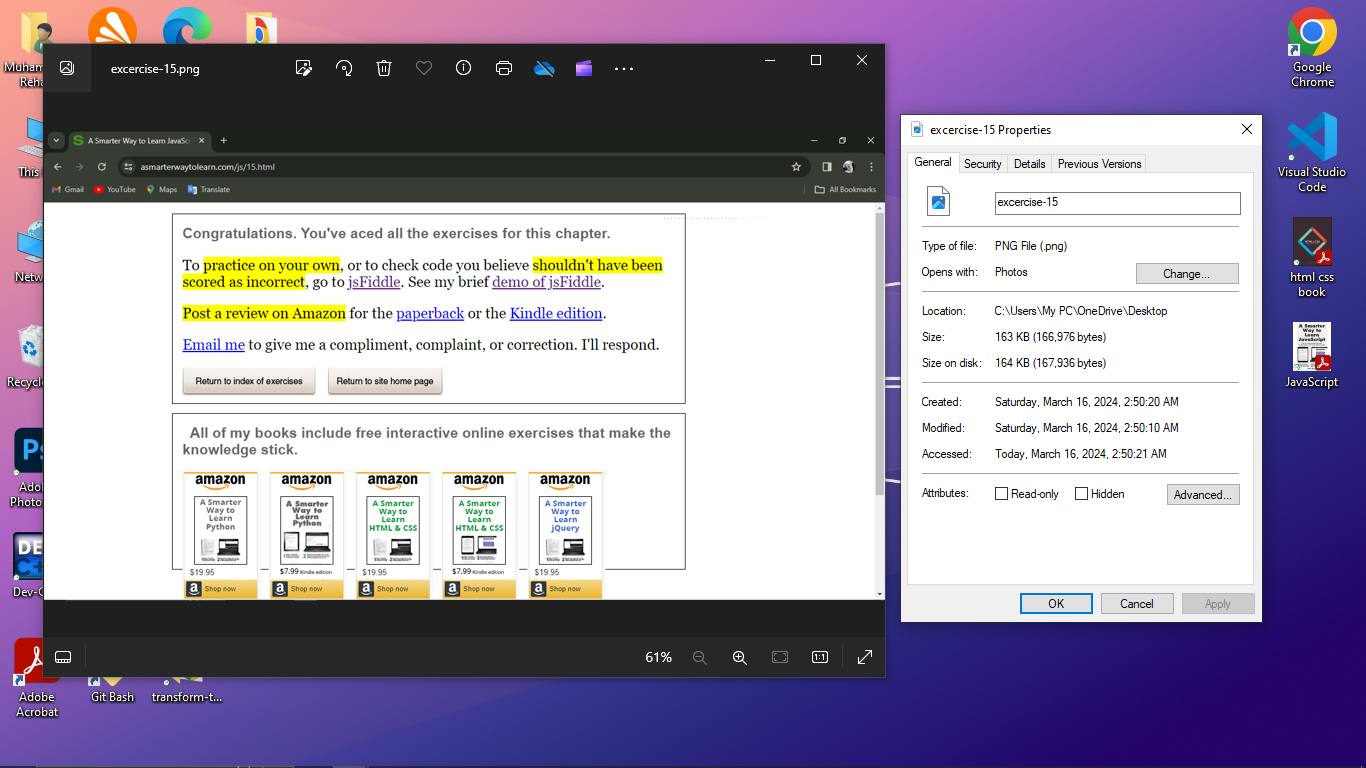 Muham
Reha
This
Netw
Recycle
Ado
Photo
Dev-C
Adobe
Acrobat
Git Bash
transform-t...
excercise-15.png
A Smarter Way to Learn JavaSc
asmarterwaytolearn.com/js/15.html
Gmail
YouTube
Maps
Translate
All Bookmarks
Congratulations. You've aced all the exercises for this chapter.
To practice on your own, or to check code you believe shouldn't have been
scored as incorrect, go to jsFiddle. See my brief demo of jsFiddle.
Post a review on Amazon for the paperback or the Kindle edition.
Email me to give me a compliment, complaint, or correction. I'll respond.
Return to index of exercises
Return to site home page
All of my books include free interactive online exercises that make the
knowledge stick.
amazon
A Smarter
Way to
Learn
Python
$19.95
Shop now
amazon
A Smarter
Way to
Learn
Python
$7.99 Kindle edition
Shop now
amazon
A Smarter
Way to
Learn
HTML & CSS
$19.95
Shop now
amazon
A Smarter
Way to
Learn
HTML & CSS
$7.99 Kindle edition
Shop now
amazon
A Smarter
Way to
Learn
jQuery
$19.95
Shop now
61%
1:1
excercise-15 Properties
General
Security
Details
Previous Versions
excercise-15
Type of file: PNG File (.png)
Opens with: Photos
Change...
Location: C:\Users\My PC\OneDrive\Desktop
Size: 163 KB (166,976 bytes)
Size on disk: 164 KB (167,936 bytes)
Created: Saturday, March 16, 2024, 2:50:20 AM
Modified: Saturday, March 16, 2024, 2:50:10 AM
Accessed: Today, March 16, 2024, 2:50:21 AM
Attributes:
Read-only
Hidden
Advanced...
OK
Cancel
Apply
Google
Chrome
Visual Studio
Code
HTML & CSS
html css
book
A Smarter
Way to
Learn
JavaScript
JavaScript